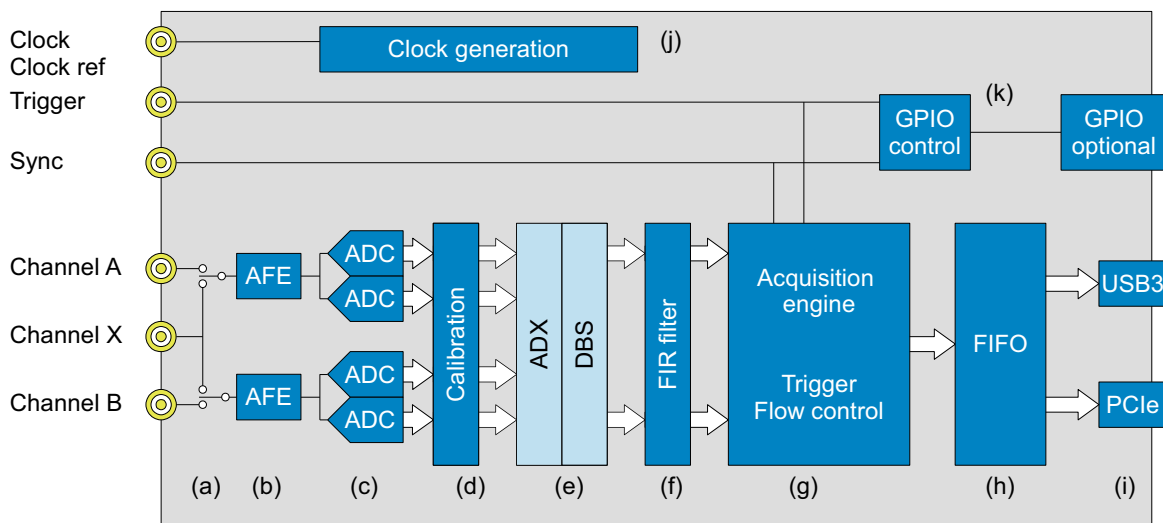 Clock
Clock ref
Clock generation
(j)
Trigger
(k)
GPIO
control
GPIO
optional
Sync
Channel A
AFE
ADC
ADC
Channel X
Channel B
AFE
ADC
ADC
Calibration
ADX
DBS
FIR filter
Acquisition
engine
Trigger
Flow control
FIFO
USB3
PCIe
(a)
(b)
(c)
(d)
(e)
(f)
(g)
(h)
(i)